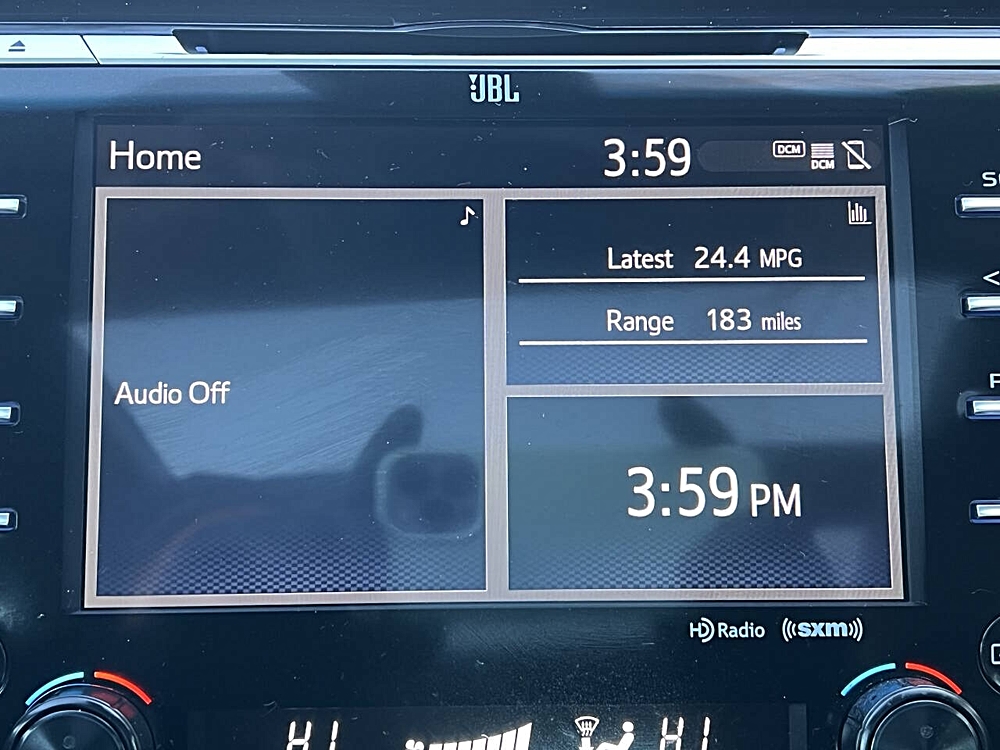 JBL
Home 3:59 DCM DCM
Latest 24.4 MPG
Range 183 miles
Audio Off
3:59 PM
HD Radio sxm
HI HI